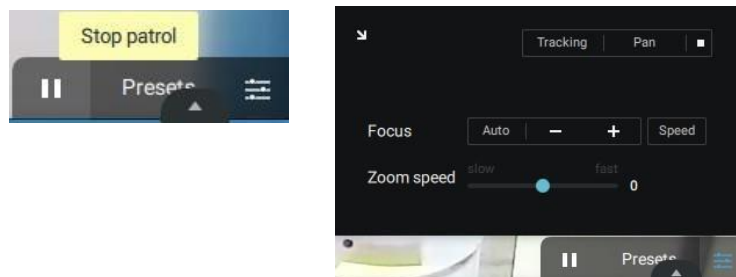 Stop patrol
Presets
Tracking Pan
Focus Auto Speed
slow fast
Zoom speed 0
Presets